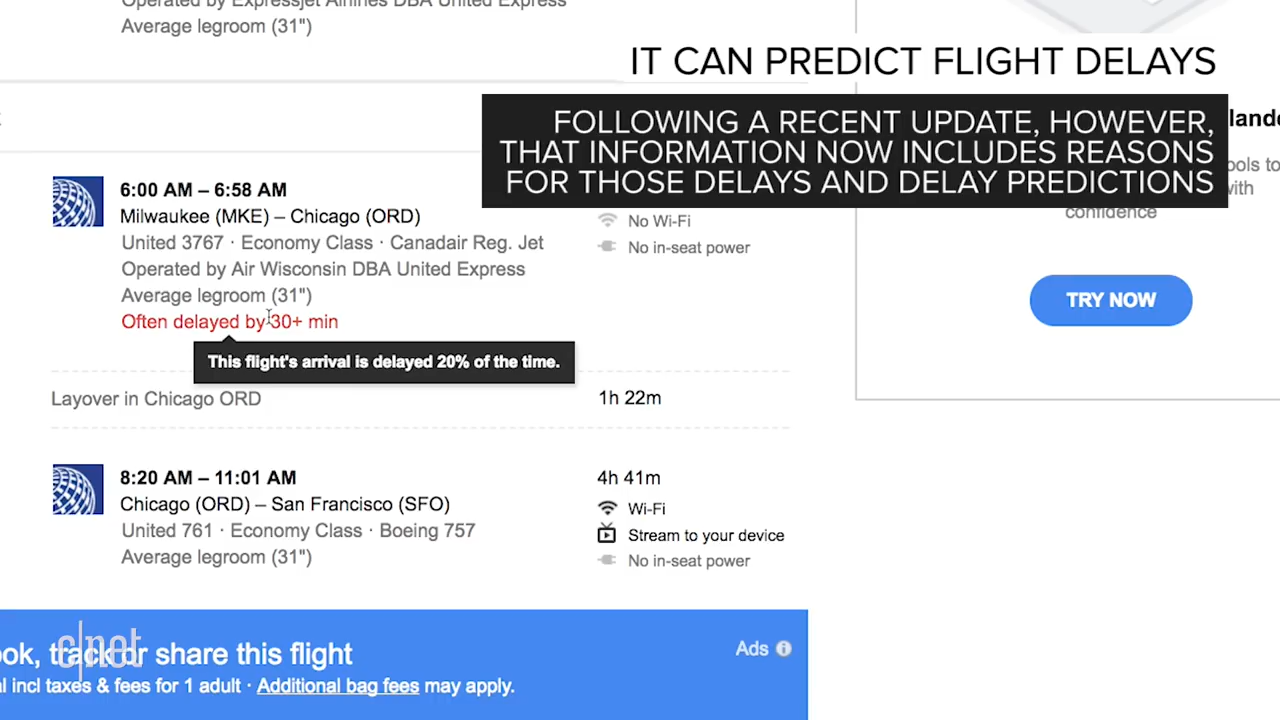 Operated by Expressjet Airlines DBA United Express
Average legroom (31")
IT CAN PREDICT FLIGHT DELAYS
FOLLOWING A RECENT UPDATE, HOWEVER,
THAT INFORMATION NOW INCLUDES REASONS
FOR THOSE DELAYS AND DELAY PREDICTIONS
with
confidence
TRY NOW
6:00 AM – 6:58 AM
Milwaukee (MKE) – Chicago (ORD)
United 3767 · Economy Class · Canadair Reg. Jet
Operated by Air Wisconsin DBA United Express
Average legroom (31")
Often delayed by 30+ min
This flight's arrival is delayed 20% of the time.
No Wi-Fi
No in-seat power
Layover in Chicago ORD
1h 22m
8:20 AM – 11:01 AM
Chicago (ORD) – San Francisco (SFO)
United 761 · Economy Class · Boeing 757
Average legroom (31")
4h 41m
Wi-Fi
Stream to your device
No in-seat power
c|net
ook, track or share this flight
Ads
al incl taxes & fees for 1 adult · Additional bag fees may apply.